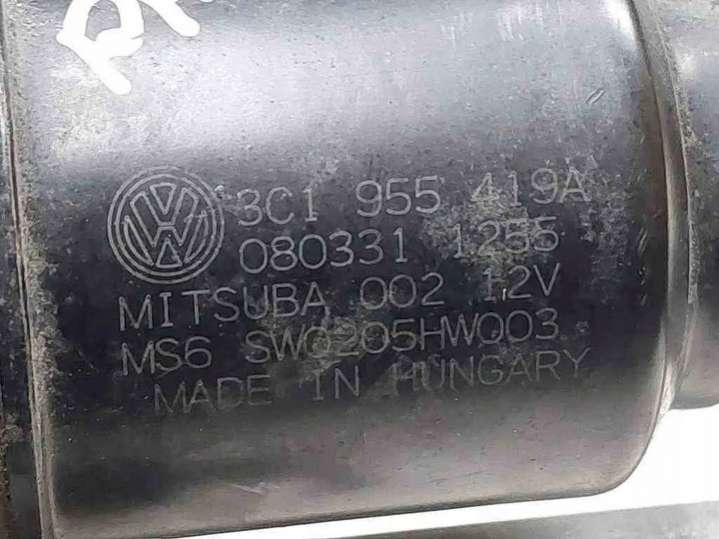 3C1 955 419A
080331 1255
MITSUBA 002 12V
MS6 SW0205HW003
MADE IN HUNGARY